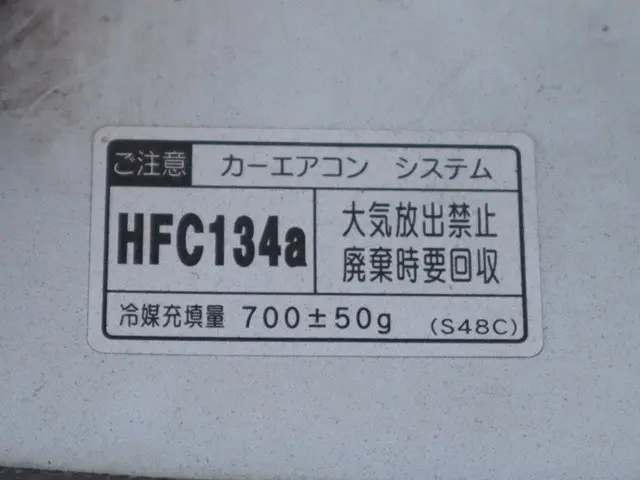 ご注意 カーエアコン システム
HFC134a
大気放出禁止
廃棄時要回収
冷媒充填量 700±50g (S48C)